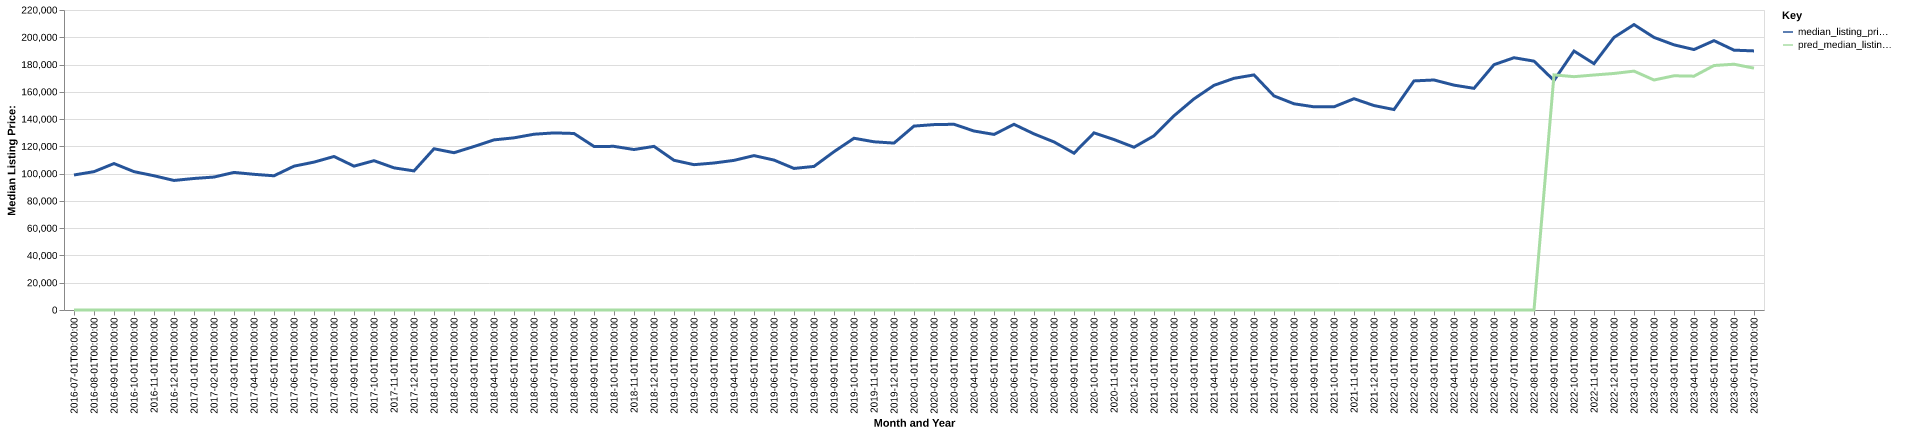 220,000
200,000
180,000
160,000
140,000
120,000
100,000
80,000
60,000
40,000
20,000
0
Median Listing Price:
2016-07-01T00:00:00
2016-08-01T00:00:00
2016-09-01T00:00:00
2016-10-01T00:00:00
2016-11-01T00:00:00
2016-12-01T00:00:00
2017-01-01T00:00:00
2017-02-01T00:00:00
2017-03-01T00:00:00
2017-04-01T00:00:00
2017-05-01T00:00:00
2017-06-01T00:00:00
2017-07-01T00:00:00
2017-08-01T00:00:00
2017-09-01T00:00:00
2017-10-01T00:00:00
2017-11-01T00:00:00
2017-12-01T00:00:00
2018-01-01T00:00:00
2018-02-01T00:00:00
2018-03-01T00:00:00
2018-04-01T00:00:00
2018-05-01T00:00:00
2018-06-01T00:00:00
2018-07-01T00:00:00
2018-08-01T00:00:00
2018-09-01T00:00:00
2018-10-01T00:00:00
2018-11-01T00:00:00
2018-12-01T00:00:00
2019-01-01T00:00:00
2019-02-01T00:00:00
2019-03-01T00:00:00
2019-04-01T00:00:00
2019-05-01T00:00:00
2019-06-01T00:00:00
2019-07-01T00:00:00
2019-08-01T00:00:00
2019-09-01T00:00:00
2019-10-01T00:00:00
2019-11-01T00:00:00
2019-12-01T00:00:00
2020-01-01T00:00:00
2020-02-01T00:00:00
2020-03-01T00:00:00
2020-04-01T00:00:00
2020-05-01T00:00:00
2020-06-01T00:00:00
2020-07-01T00:00:00
2020-08-01T00:00:00
2020-09-01T00:00:00
2020-10-01T00:00:00
2020-11-01T00:00:00
2020-12-01T00:00:00
2021-01-01T00:00:00
2021-02-01T00:00:00
2021-03-01T00:00:00
2021-04-01T00:00:00
2021-05-01T00:00:00
2021-06-01T00:00:00
2021-07-01T00:00:00
2021-08-01T00:00:00
2021-09-01T00:00:00
2021-10-01T00:00:00
2021-11-01T00:00:00
2021-12-01T00:00:00
2022-01-01T00:00:00
2022-02-01T00:00:00
2022-03-01T00:00:00
2022-04-01T00:00:00
2022-05-01T00:00:00
2022-06-01T00:00:00
2022-07-01T00:00:00
2022-08-01T00:00:00
2022-09-01T00:00:00
2022-10-01T00:00:00
2022-11-01T00:00:00
2022-12-01T00:00:00
2023-01-01T00:00:00
2023-02-01T00:00:00
2023-03-01T00:00:00
2023-04-01T00:00:00
2023-05-01T00:00:00
2023-06-01T00:00:00
2023-07-01T00:00:00
Month and Year
Key
median_listing_pri…
pred_median_listin…